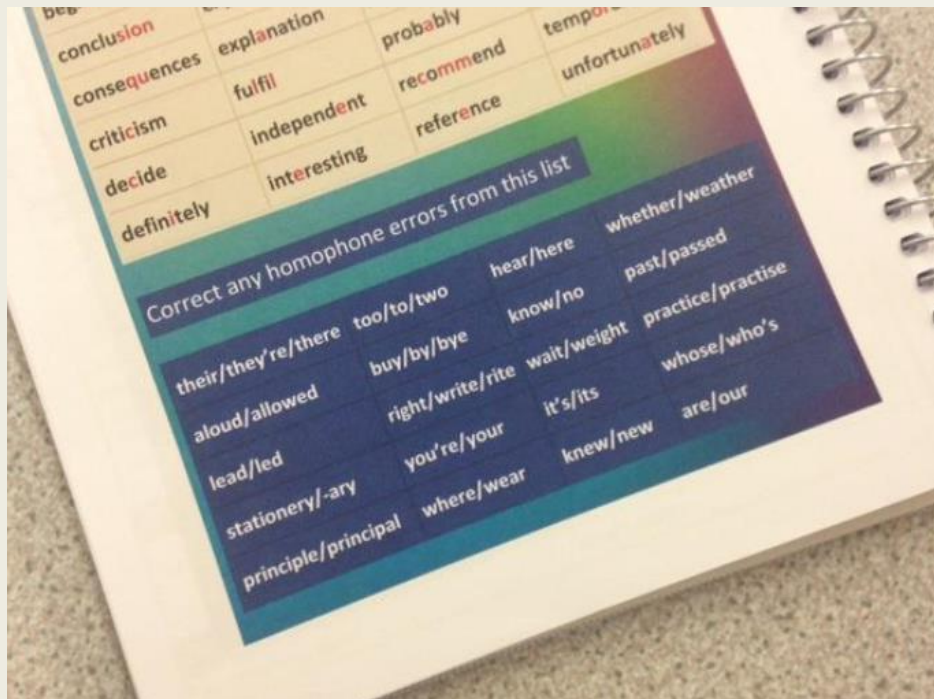 conclusion
consequences explanation
criticism fulfil probably
decide independent recommend
definitely interesting reference unfortunately
Correct any homophone errors from this list
their/they're/there too/to/two hear/here whether/weather
aloud/allowed buy/by/bye know/no past/passed
lead/led right/write/rite wait/weight practice/practise
stationery/-ary you're/your it's/its whose/who's
principle/principal where/wear knew/new are/our